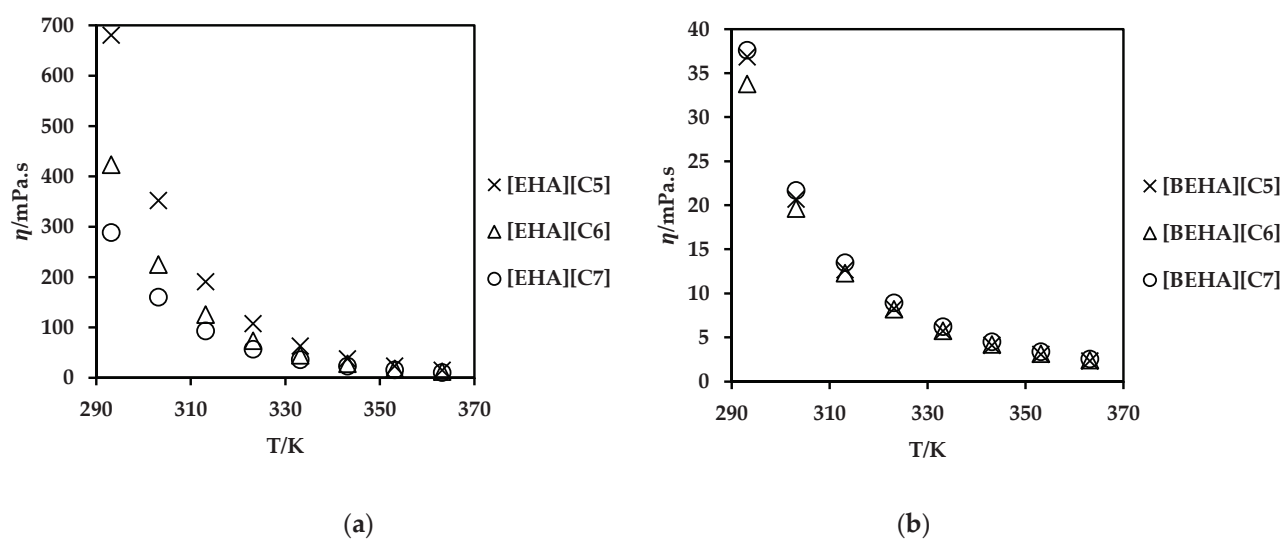 700
600
500
400
300
200
100
0
η/mPa.s
290
310
330
350
370
T/K
[EHA][C5]
[EHA][C6]
[EHA][C7]
(a)
40
35
30
25
20
15
10
5
0
η/mPa.s
290
310
330
350
370
T/K
[BEHA][C5]
[BEHA][C6]
[BEHA][C7]
(b)